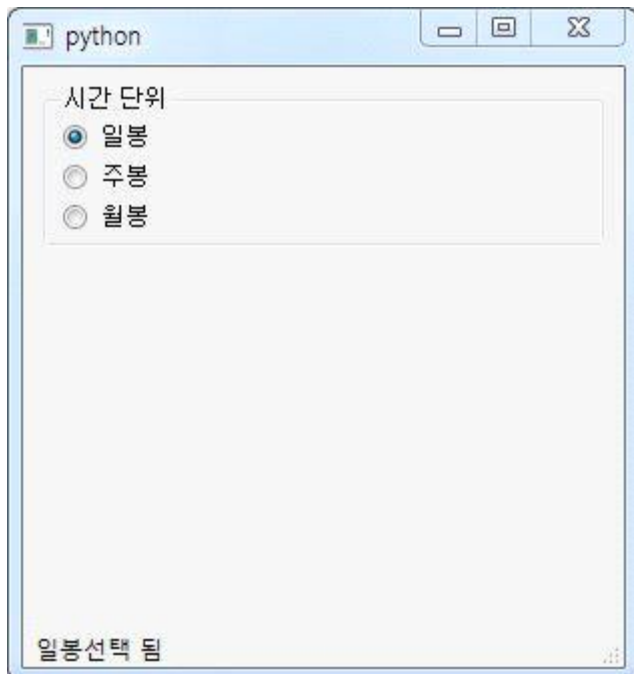 python
시간 단위
일봉
주봉
월봉
일봉선택 됨